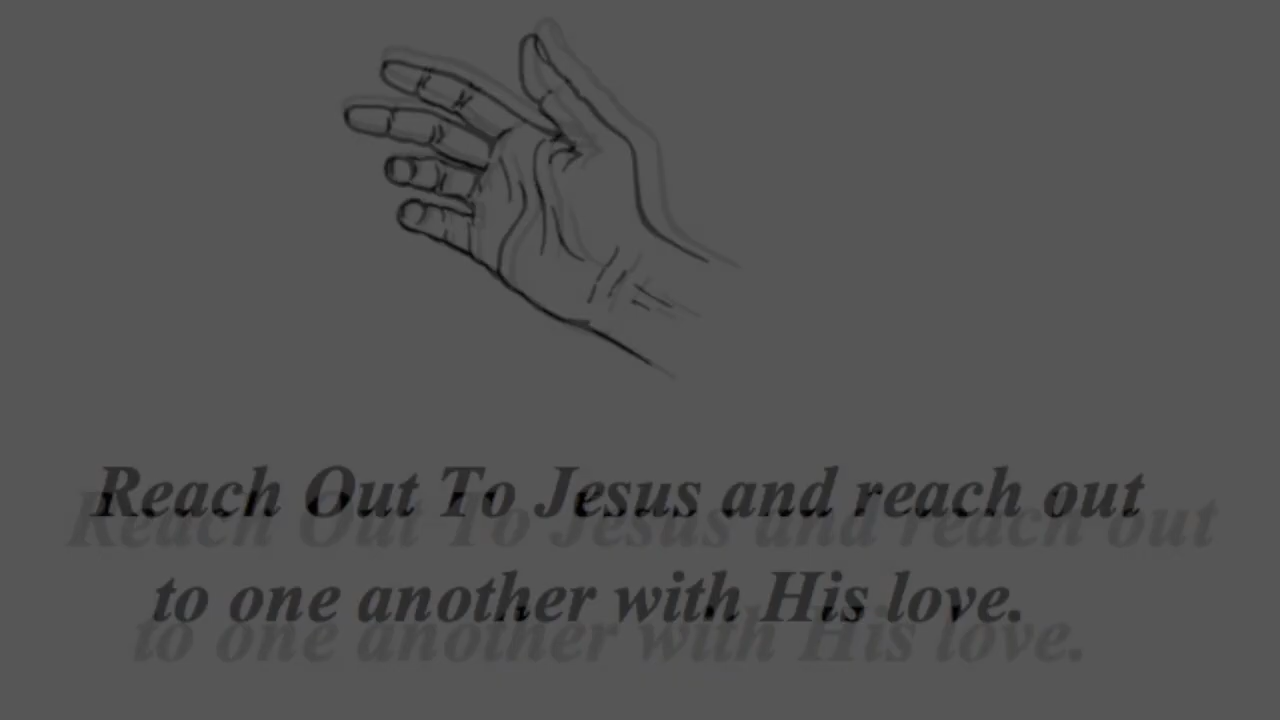 Reach Out To Jesus and reach out
to one another with His love.